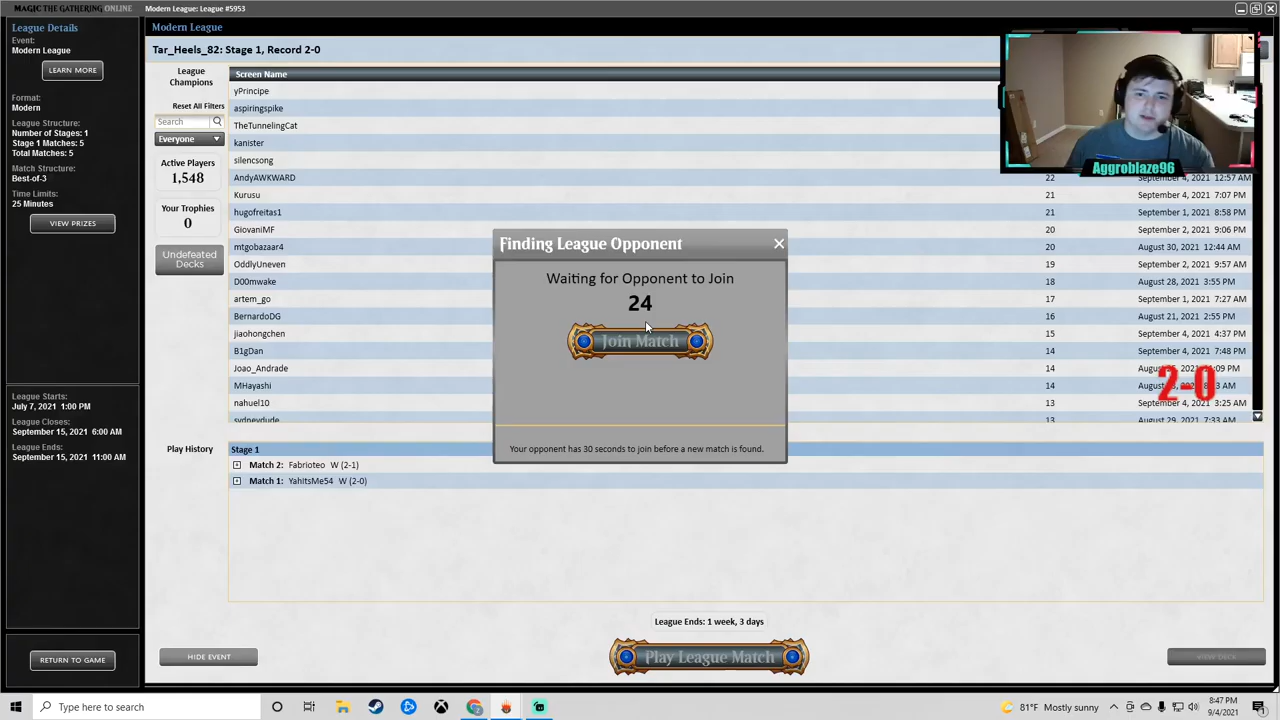 MAGIC THE GATHERING ONLINE
Modern League: League #5953
League Details
Event:
Modern League
LEARN MORE
Format:
Modern
League Structure:
Number of Stages: 1
Stage 1 Matches: 5
Total Matches: 5
Match Structure:
Best-of-3
Time Limits:
25 Minutes
VIEW PRIZES
League Starts:
July 7, 2021 1:00 PM
League Closes:
September 15, 2021 6:00 AM
League Ends:
September 15, 2021 11:00 AM
RETURN TO GAME
Modern League
Tar_Heels_82: Stage 1, Record 2-0
League
Champions
Reset All Filters
Search
Everyone
Active Players
1,548
Your Trophies
0
Undefeated
Decks
Screen Name
yPrincipe
aspiringspike
TheTunnelingCat
kanister
silencsong
AndyAWKWARD 22 September 4, 2021 12:57 AM
Kurusu 21 September 4, 2021 7:07 PM
hugofreitas1 21 September 1, 2021 8:58 PM
GiovaniMF 20 September 2, 2021 9:06 PM
mtgobazaar4 20 August 30, 2021 12:44 AM
OddlyUneven 19 September 2, 2021 9:57 AM
D00mwake 18 August 28, 2021 3:55 PM
artem_go 17 September 1, 2021 7:27 AM
BernardoDG 16 August 21, 2021 2:55 PM
jiaohongchen 15 September 4, 2021 4:37 PM
B1gDan 14 September 4, 2021 7:48 PM
Joao_Andrade 14
MHayashi 14
nahuel10 13 September 4, 2021 3:25 AM
sydneydude 13 August 29, 2021 7:33 AM
Aggroblaze96
2-0
Finding League Opponent
Waiting for Opponent to Join
24
Join Match
Your opponent has 30 seconds to join before a new match is found.
Play History
Stage 1
Match 2: Fabrioteo W (2-1)
Match 1: YahItsMe54 W (2-0)
League Ends: 1 week, 3 days
HIDE EVENT
Play League Match
VIEW DECK
Type here to search
81°F Mostly sunny
8:47 PM
9/4/2021